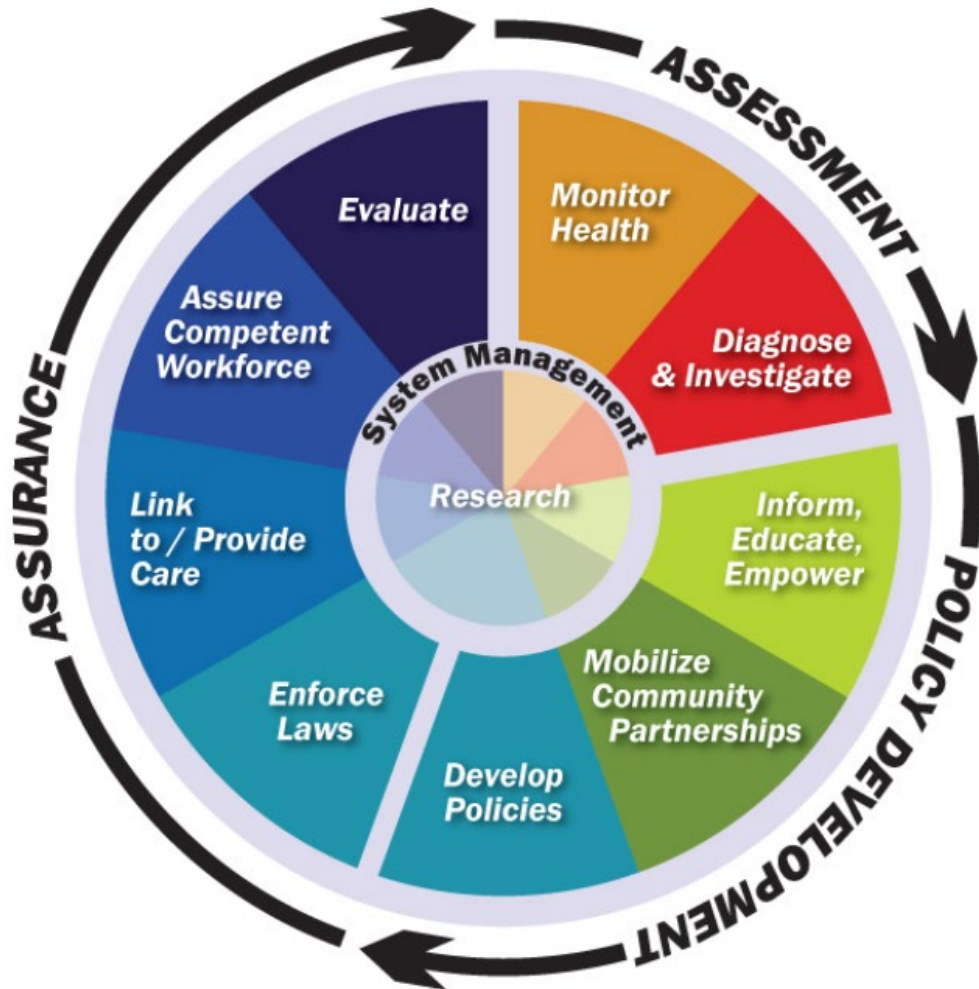 ASSESSMENT
Monitor
Health
Diagnose
& Investigate
POLICY DEVELOPMENT
Inform,
Educate,
Empower
Mobilize
Community
Partnerships
Develop
Policies
ASSURANCE
Enforce
Laws
Link
to / Provide
Care
Assure
Competent
Workforce
Evaluate
System Management
Research